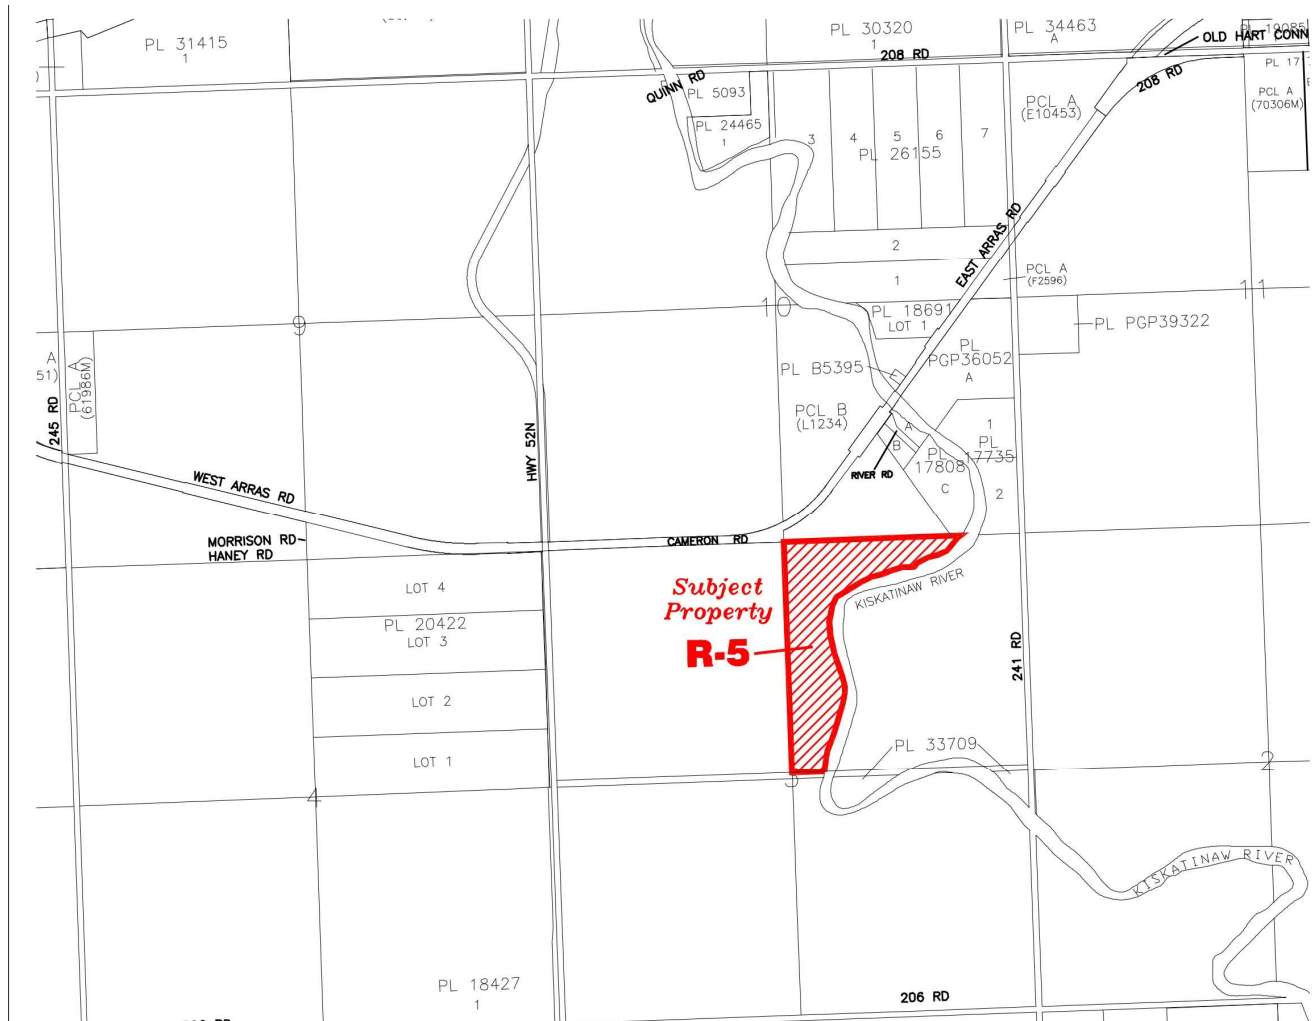 PL 31415
1
PL 30320
1
208 RD
PL 34463
A
OLD HART CONN
PL 19085
208 RD
PL 17
PCL A
(70306M)
QUINN RD
PL 5093
PL 24465
1
3
4
5
6
7
PL 26155
PCL A
(E10453)
2
1
EAST ARRAS RD
PCL A
(F2596)
9
10
11
PL 18691
LOT 1
PL PGP39322
A
51)
PCL A
(61986M)
245 RD
PL B5395
PL
PGP36052
A
PCL B
(L1234)
HWY 52N
A
B
RIVER RD
PL
17808
C
1
PL
17735
2
WEST ARRAS RD
MORRISON RD
HANEY RD
CAMERON RD
Subject
Property
R-5
KISKATINAW RIVER
LOT 4
PL 20422
LOT 3
LOT 2
LOT 1
241 RD
PL 33709
4
3
2
KISKATINAW RIVER
PL 18427
1
206 RD